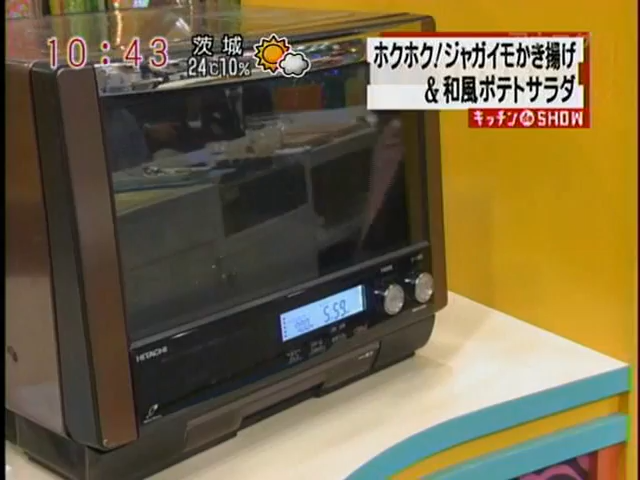 10:43
茨城
24℃10%
ホクホク!ジャガイモかき揚げ
&和風ポテトサラダ
キッチン de SHOW
5:59
HITACHI